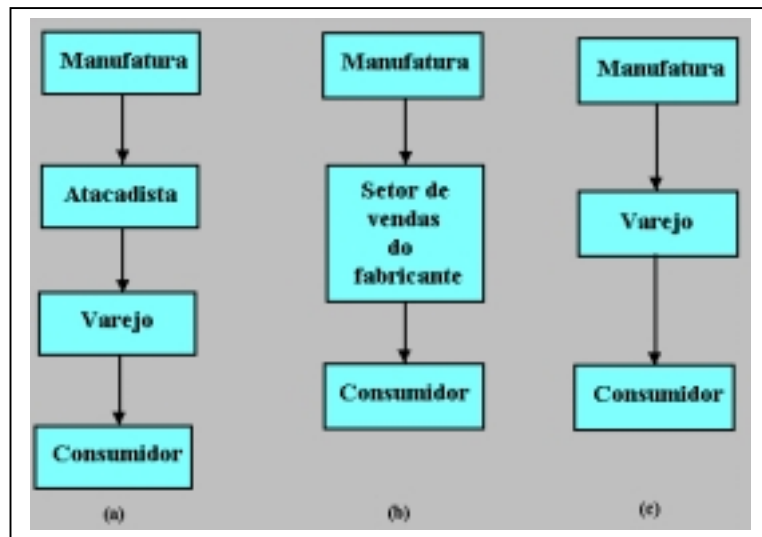 Manufatura
Atacadista
Varejo
Consumidor
(a)
Manufatura
Setor de
vendas
do
fabricante
Consumidor
(b)
Manufatura
Varejo
Consumidor
(c)